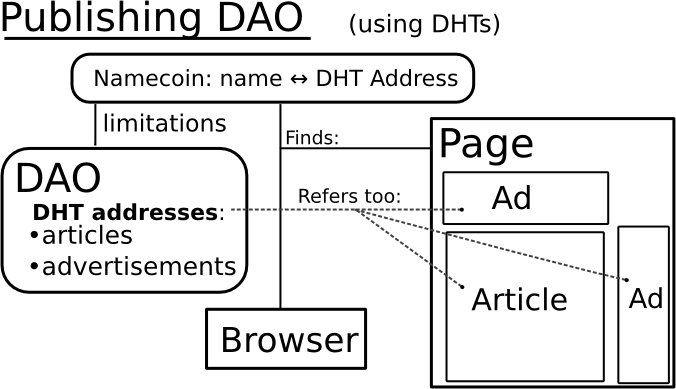 Publishing DAO (using DHTs)
Namecoin: name ↔ DHT Address
limitations
Finds:
Page
DAO
DHT addresses:
•articles
•advertisements
Refers too:
Ad
Article
Ad
Browser